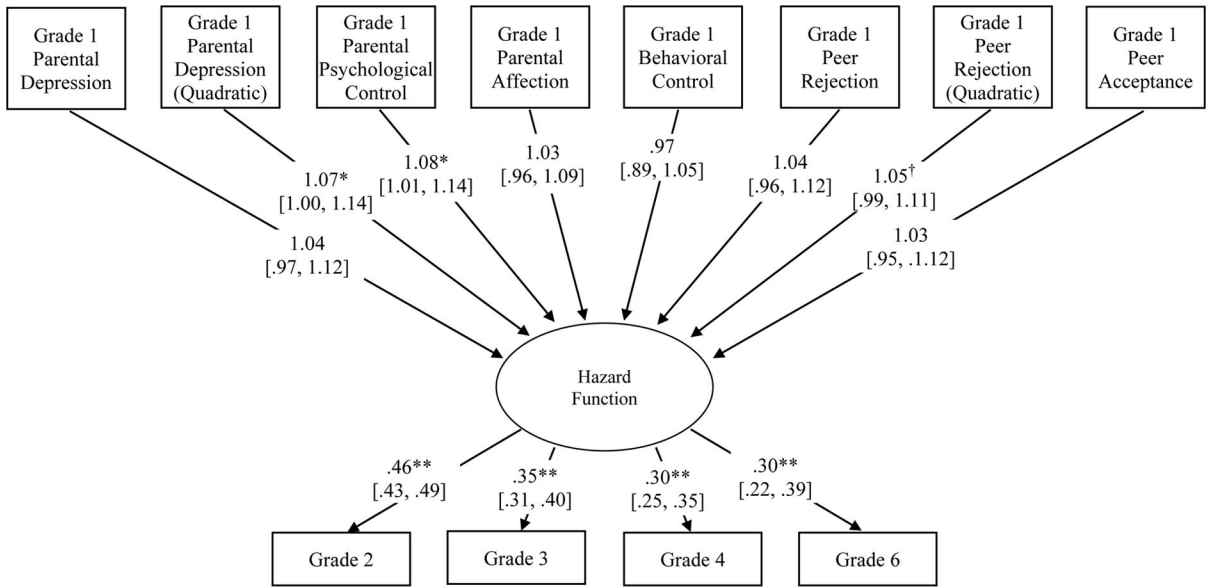 Grade 1
Parental
Depression
Grade 1
Parental
Depression
(Quadratic)
Grade 1
Parental
Psychological
Control
Grade 1
Parental
Affection
Grade 1
Behavioral
Control
Grade 1
Peer
Rejection
Grade 1
Peer
Rejection
(Quadratic)
Grade 1
Peer
Acceptance
1.04
[.97, 1.12]
1.07*
[1.00, 1.14]
1.08*
[1.01, 1.14]
1.03
[.96, 1.09]
.97
[.89, 1.05]
1.04
[.96, 1.12]
1.05†
[.99, 1.11]
1.03
[.95, .1.12]
Hazard
Function
.46**
[.43, .49]
.35**
[.31, .40]
.30**
[.25, .35]
.30**
[.22, .39]
Grade 2
Grade 3
Grade 4
Grade 6